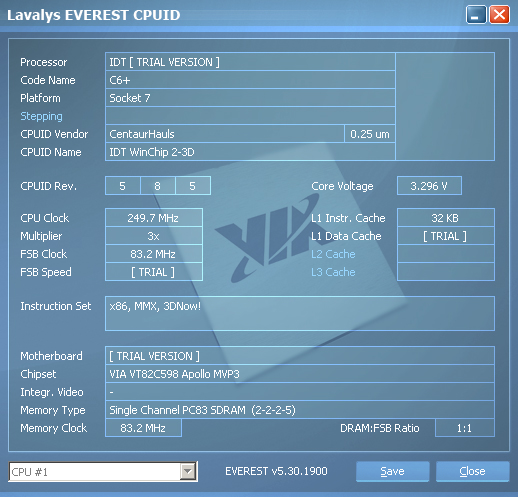 Lavalys EVEREST CPUID
Processor IDT [ TRIAL VERSION ]
Code Name C6+
Platform Socket 7
Stepping
CPUID Vendor CentaurHauls 0.25 um
CPUID Name IDT WinChip 2-3D
CPUID Rev. 5 8 5 Core Voltage 3.296 V
CPU Clock 249.7 MHz L1 Instr. Cache 32 KB
Multiplier 3x L1 Data Cache [ TRIAL ]
FSB Clock 83.2 MHz L2 Cache
FSB Speed [ TRIAL ] L3 Cache
VIA
Instruction Set x86, MMX, 3DNow!
Motherboard [ TRIAL VERSION ]
Chipset VIA VT82C598 Apollo MVP3
Integr. Video -
Memory Type Single Channel PC83 SDRAM (2-2-2-5)
Memory Clock 83.2 MHz DRAM:FSB Ratio 1:1
CPU #1 EVEREST v5.30.1900 Save Close